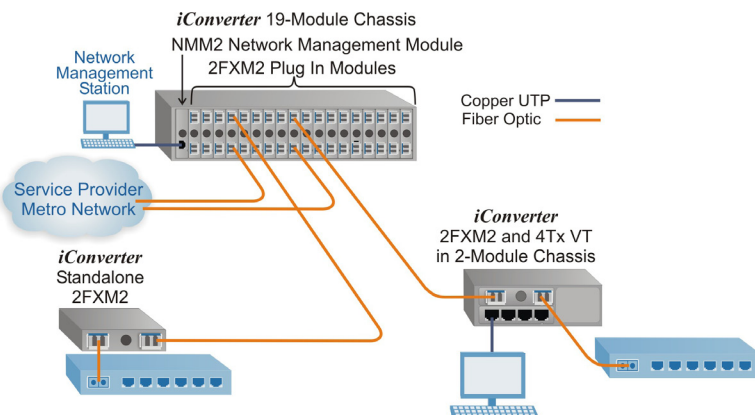 iConverter 19-Module Chassis
NMM2 Network Management Module
2FXM2 Plug In Modules
Network
Management
Station
Copper UTP
Fiber Optic
Service Provider
Metro Network
iConverter
2FXM2 and 4Tx VT
in 2-Module Chassis
iConverter
Standalone
2FXM2